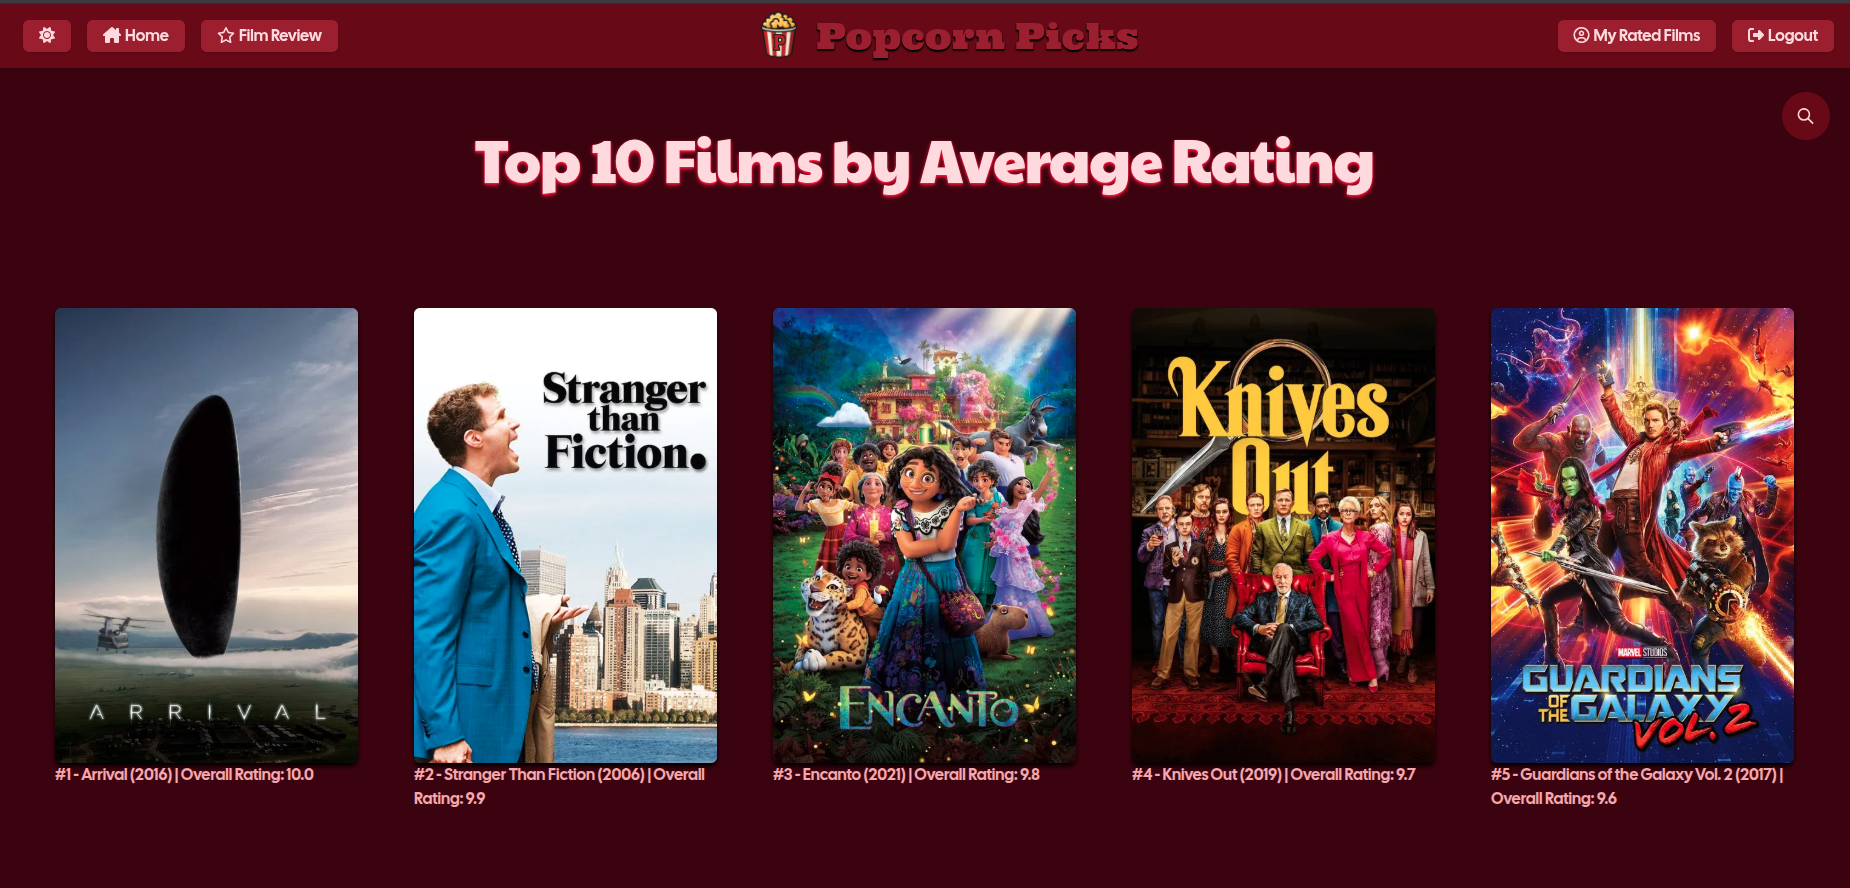 Home
Film Review
P
Popcorn Picks
My Rated Films
Logout
Top 10 Films by Average Rating
ARRIVAL
Stranger
than
Fiction.
ENCANTO
Knives
Out
MARVEL STUDIOS
GUARDIANS
OF THE GALAXY
VOL. 2
#1 - Arrival (2016) | Overall Rating: 10.0
#2 - Stranger Than Fiction (2006) | Overall
Rating: 9.9
#3 - Encanto (2021) | Overall Rating: 9.8
#4 - Knives Out (2019) | Overall Rating: 9.7
#5 - Guardians of the Galaxy Vol. 2 (2017) |
Overall Rating: 9.6